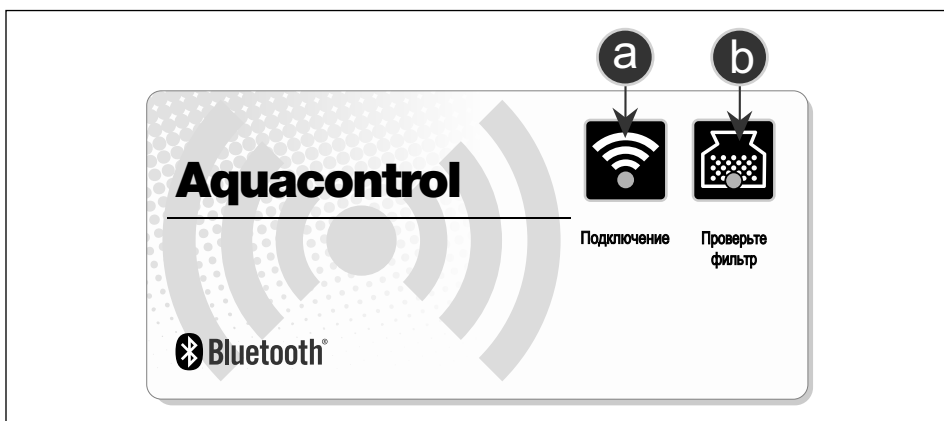 a b
Aquacontrol
Подключение
Проверьте
фильтр
Bluetooth®